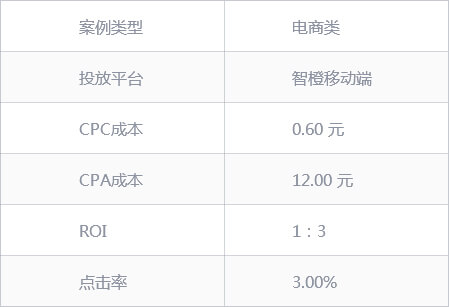 案例类型 电商类
投放平台 智橙移动端
CPC成本 0.60 元
CPA成本 12.00 元
ROI 1：3
点击率 3.00%